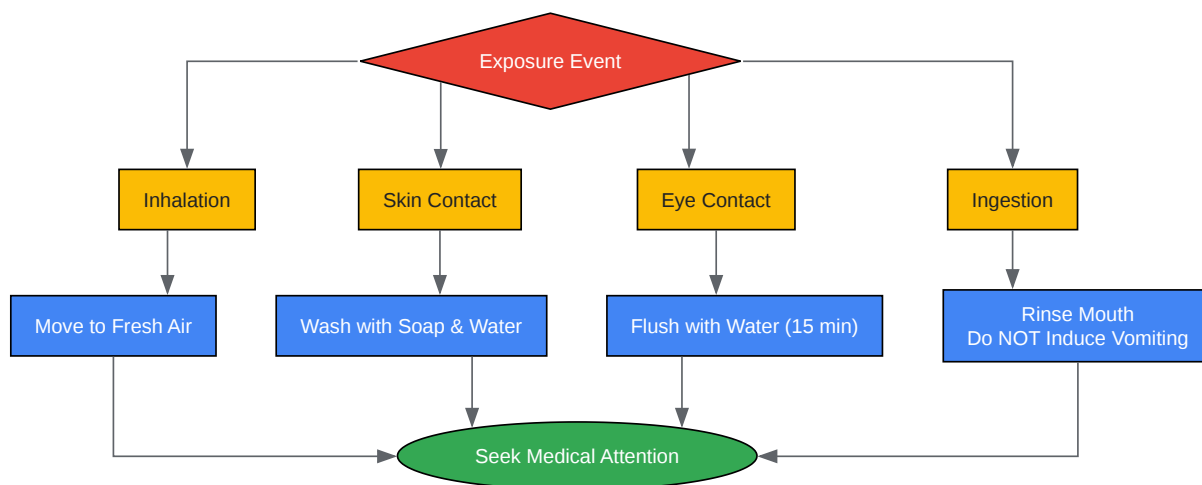 Exposure Event
Inhalation
Skin Contact
Eye Contact
Ingestion
Move to Fresh Air
Wash with Soap & Water
Flush with Water (15 min)
Rinse Mouth
Do NOT Induce Vomiting
Seek Medical Attention